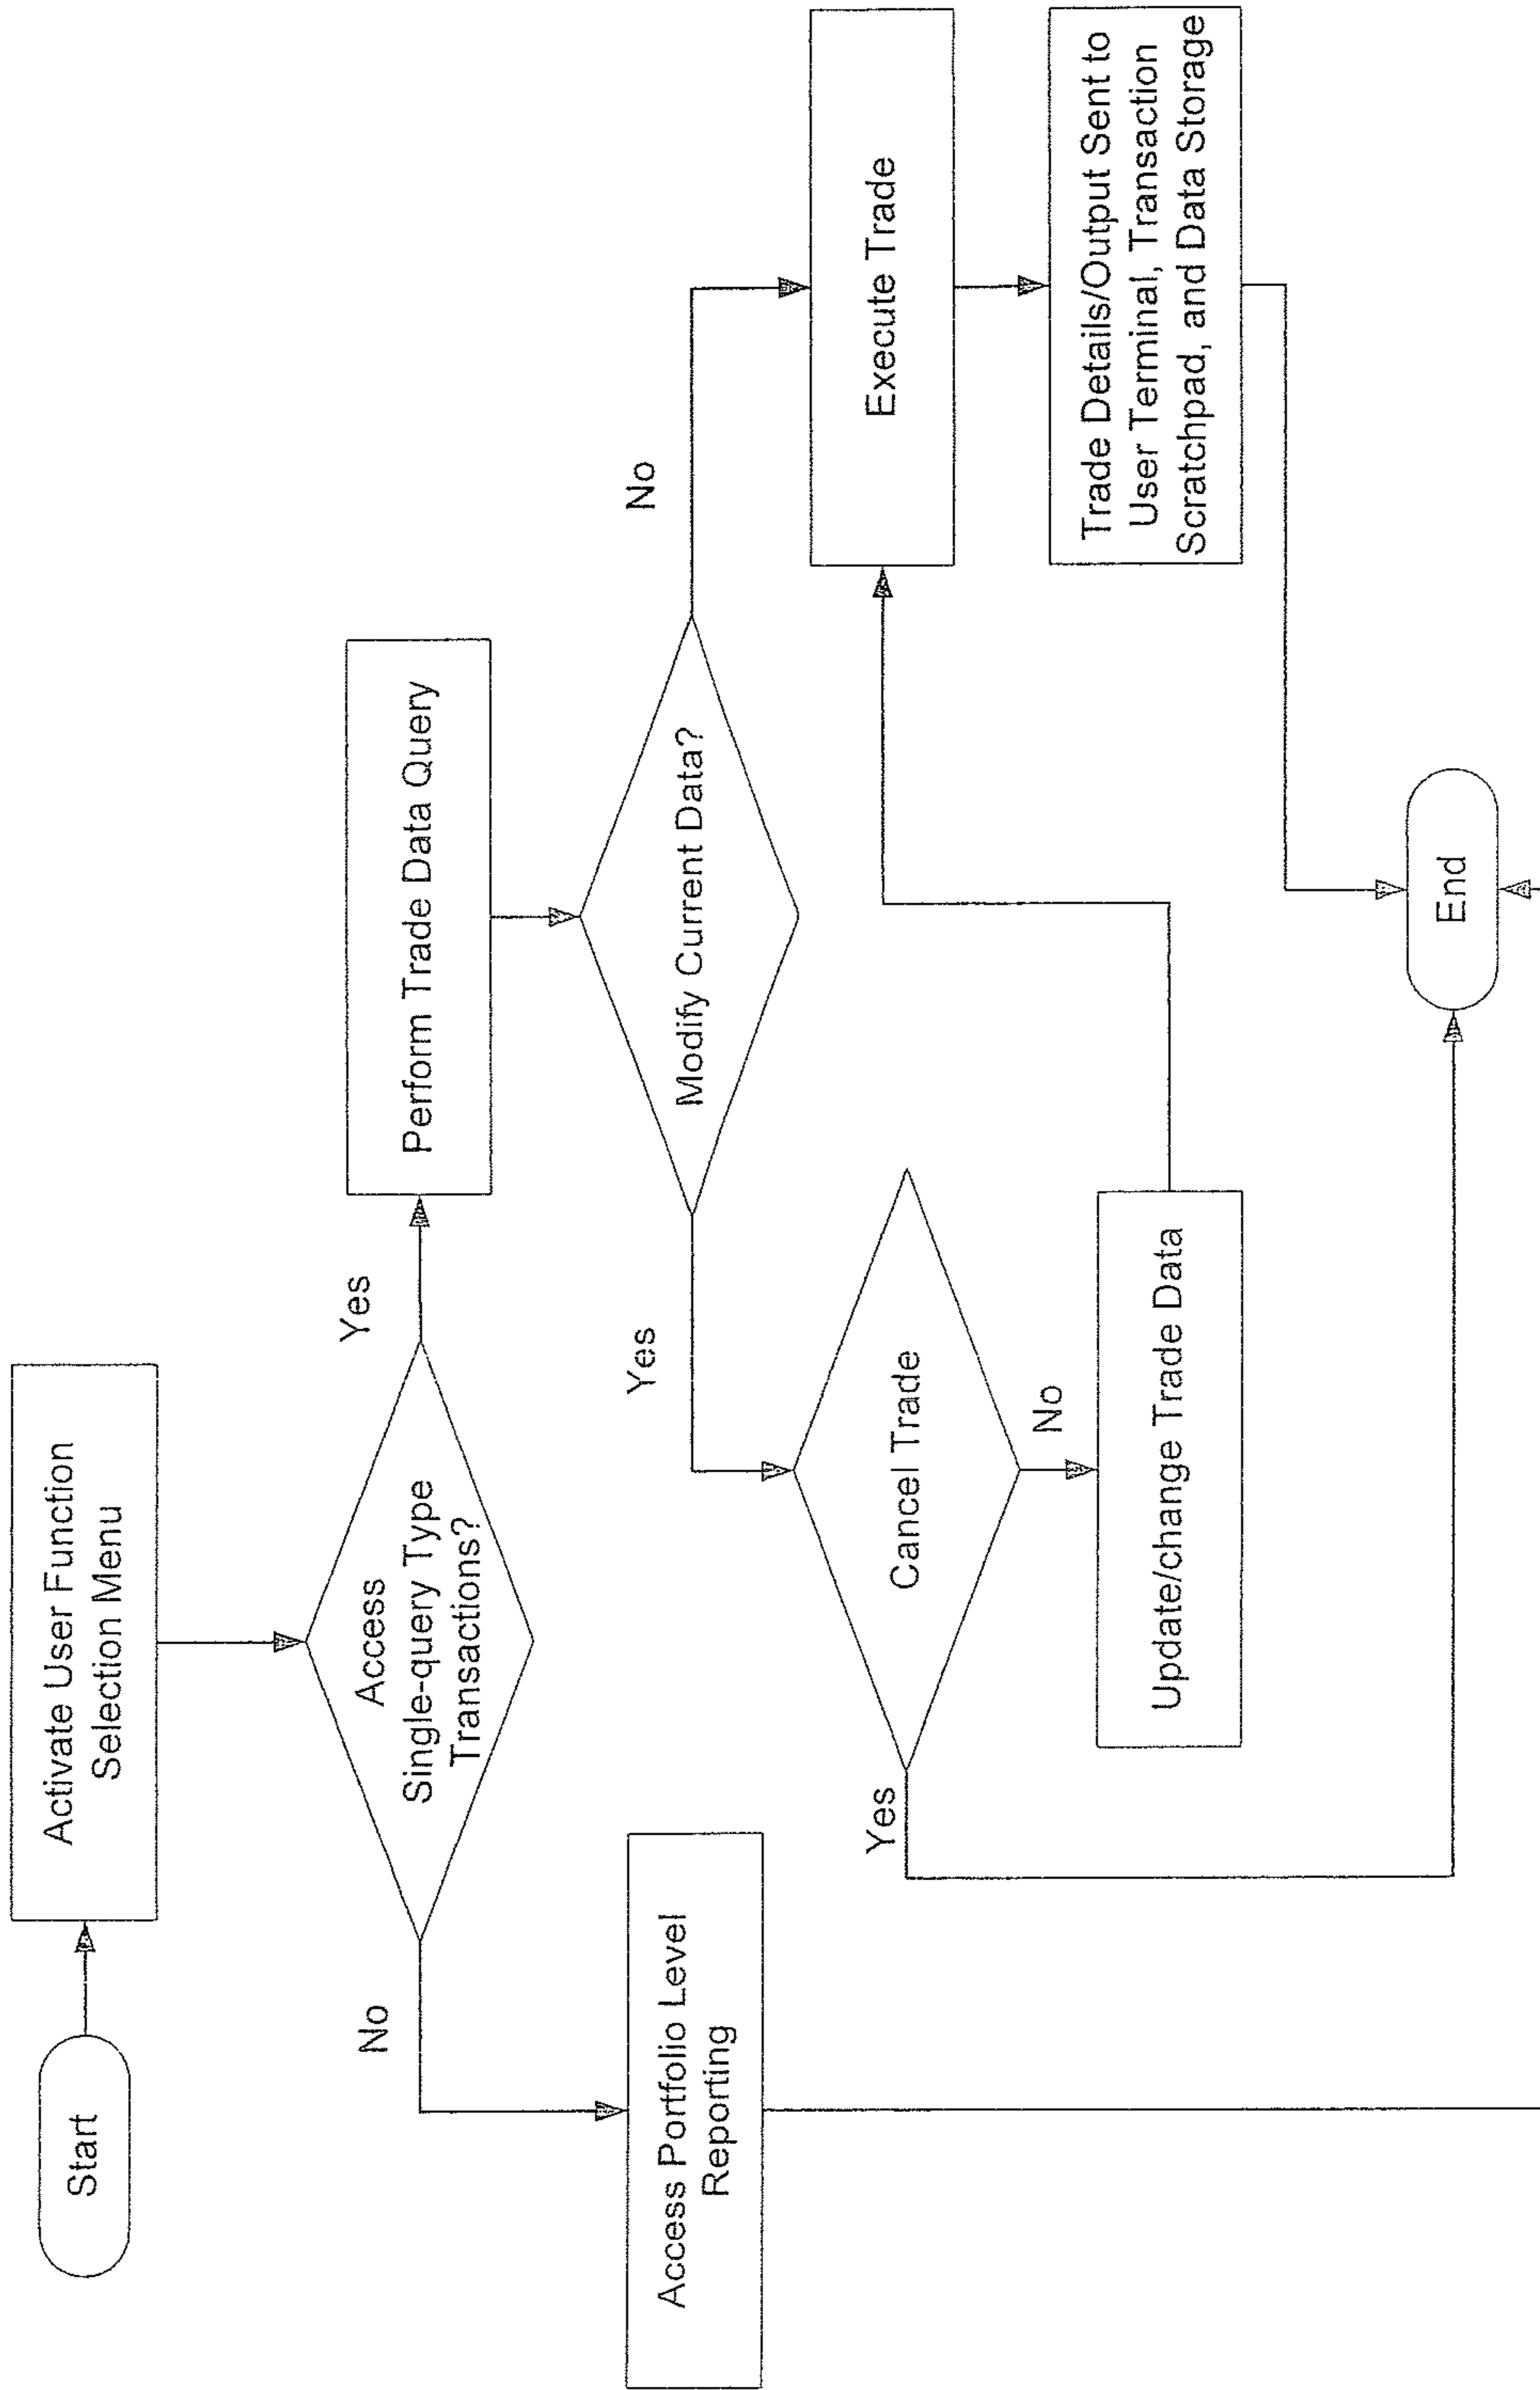 Start
Activate User Function
Selection Menu
Access
Single-query Type
Transactions?
No
Yes
Access Portfolio Level
Reporting
Perform Trade Data Query
Modify Current Data?
Yes
No
Cancel Trade
Yes
No
Update/change Trade Data
Execute Trade
Trade Details/Output Sent to
User Terminal, Transaction
Scratchpad, and Data Storage
End